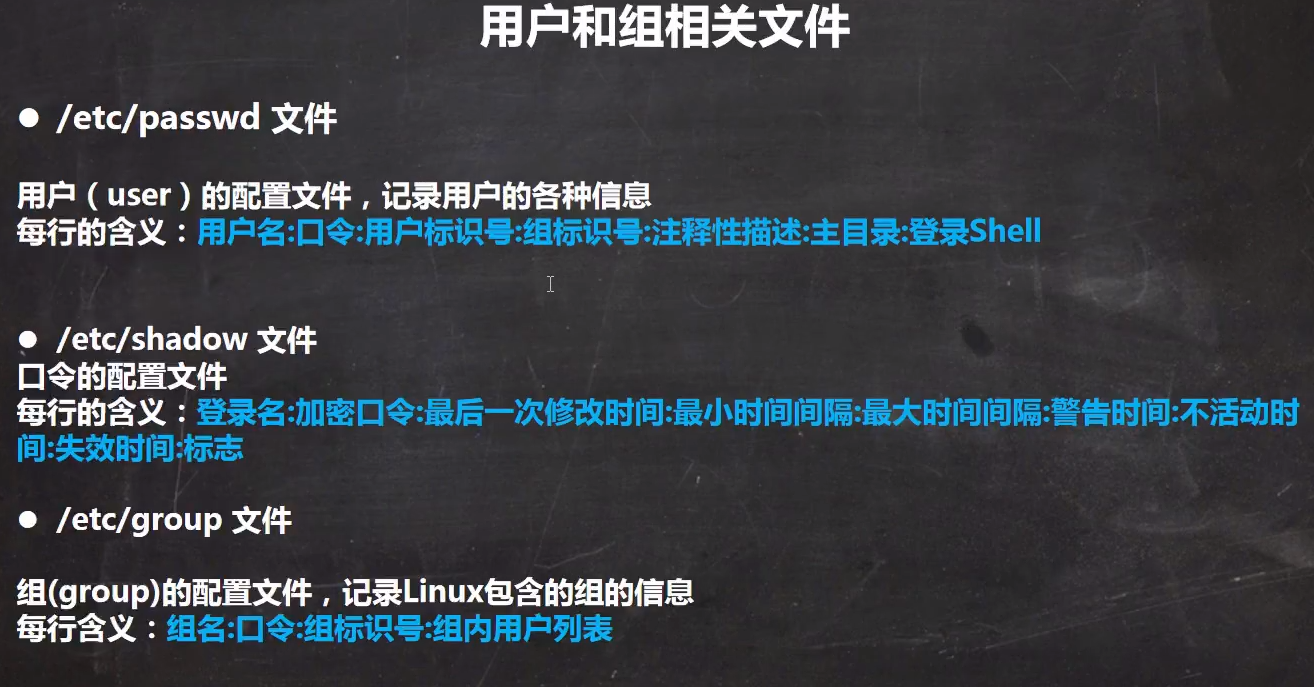 用户和组相关文件
● /etc/passwd 文件
用户（user）的配置文件，记录用户的各种信息
每行的含义：用户名:口令:用户标识号:组标识号:注释性描述:主目录:登录Shell
● /etc/shadow 文件
口令的配置文件
每行的含义：登录名:加密口令:最后一次修改时间:最小时间间隔:最大时间间隔:警告时间:不活动时
间:失效时间:标志
● /etc/group 文件
组(group)的配置文件，记录Linux包含的组的信息
每行含义：组名:口令:组标识号:组内用户列表